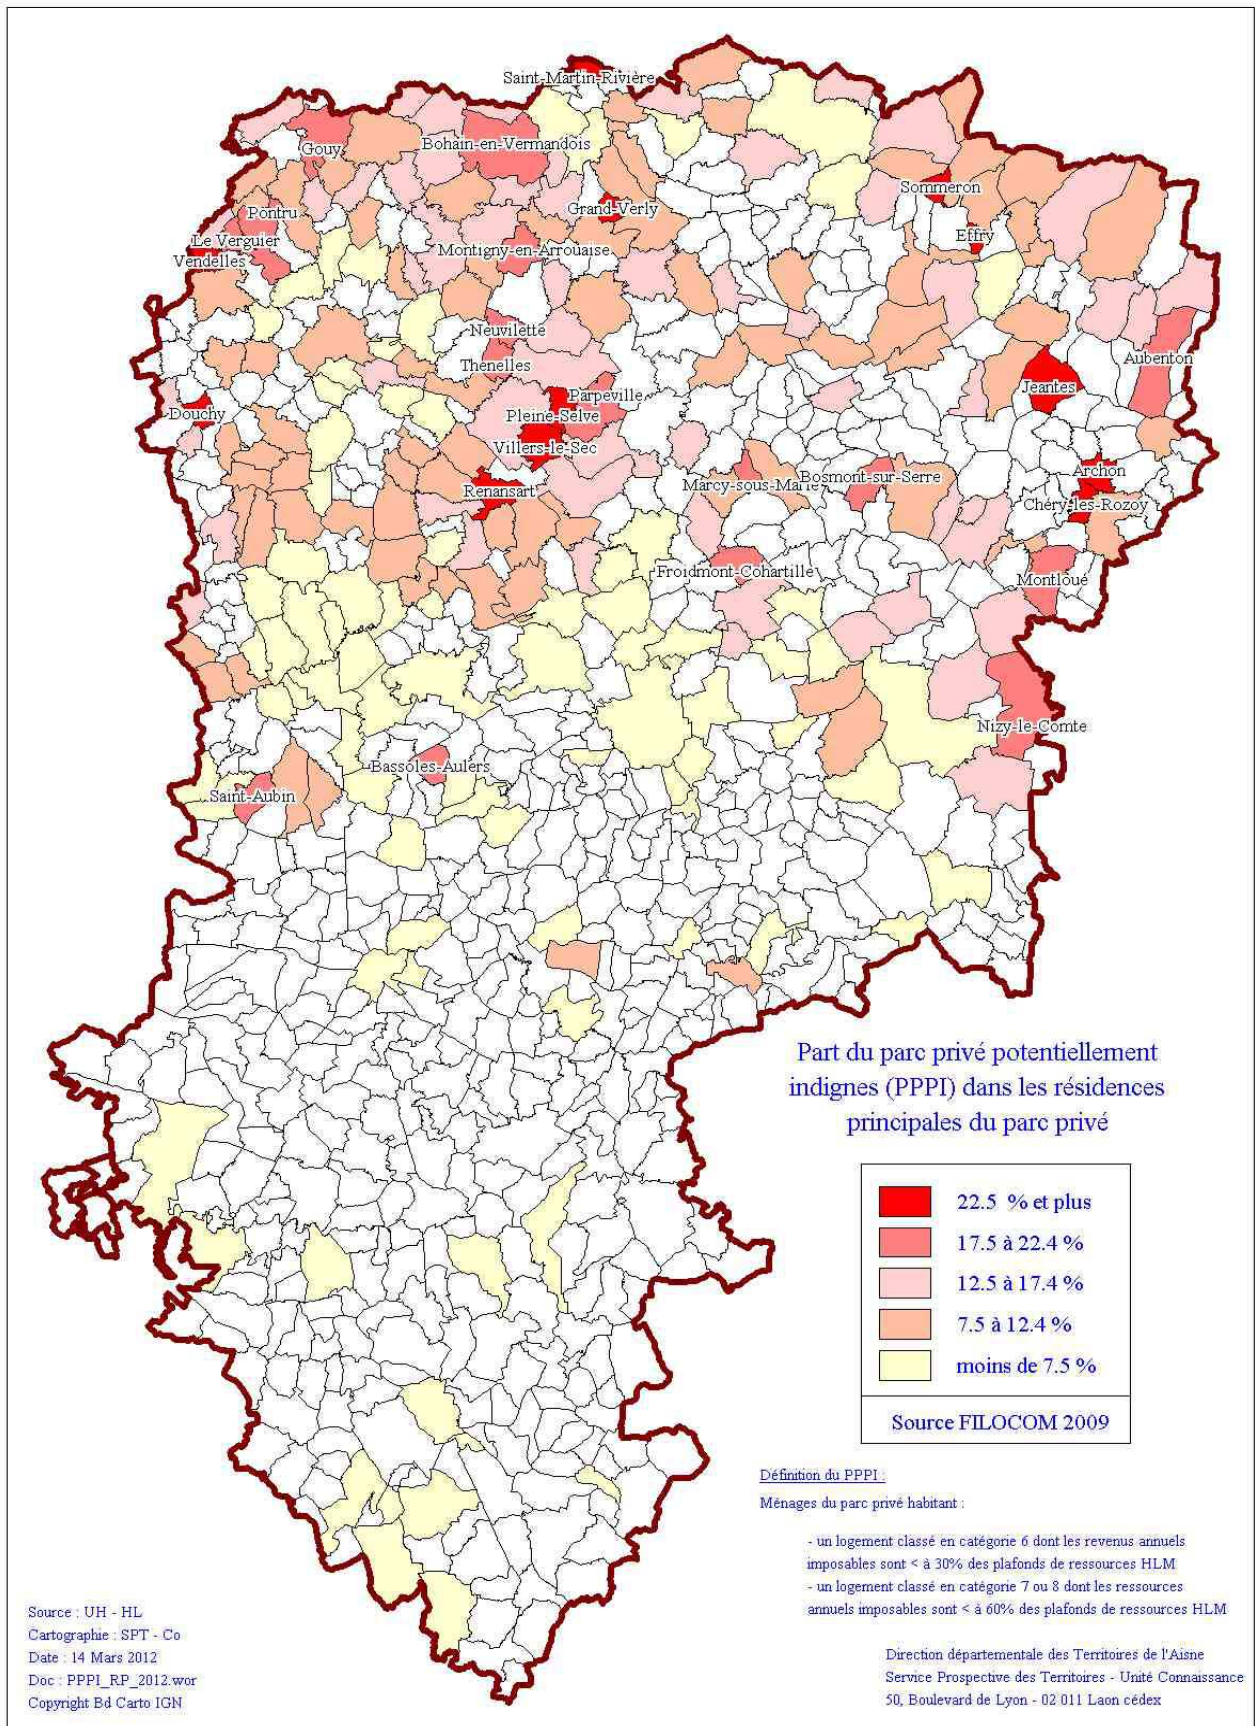 Saint-Martin-Rivière
Gouy
Bohain-en-Vermandois
Sommeron
Grand-Verly
Pontru
Effry
Le Verguier
Montigny-en-Arrouaise
Vendelles
Neuvilette
Aubenton
Thenelles
Jeantes
Parpeville
Douchy
Pleine-Selve
Villers-le-Sec
Archon
Marcy-sous-Marle
Bosmont-sur-Serre
Renansart
Chéry-les-Rozoy
Froidmont-Cohartille
Montloué
Nizy-le-Comte
Bassoles-Aulers
Saint-Aubin
Part du parc privé potentiellement
indignes (PPPI) dans les résidences
principales du parc privé
22.5 % et plus
17.5 à 22.4 %
12.5 à 17.4 %
7.5 à 12.4 %
moins de 7.5 %
Source FILOCOM 2009
Définition du PPPI :
Ménages du parc privé habitant :
- un logement classé en catégorie 6 dont les revenus annuels
imposables sont < à 30% des plafonds de ressources HLM
- un logement classé en catégorie 7 ou 8 dont les ressources
annuels imposables sont < à 60% des plafonds de ressources HLM
Source : UH - HL
Cartographie : SPT - Co
Date : 14 Mars 2012
Doc : PPPI_RP_2012.wor
Copyright Bd Carto IGN
Direction départementale des Territoires de l'Aisne
Service Prospective des Territoires - Unité Connaissance
50, Boulevard de Lyon - 02 011 Laon cédex